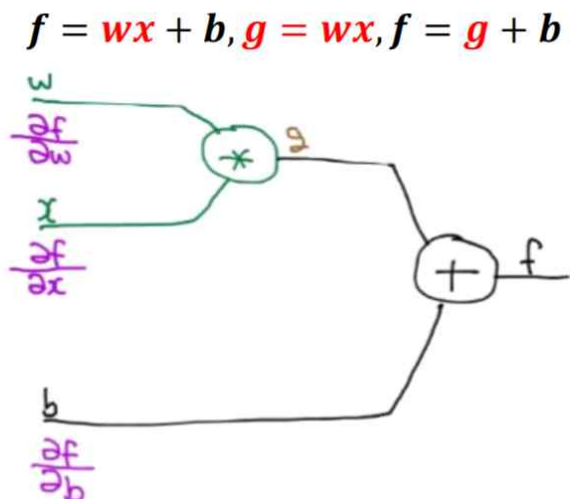 f = wx + b, g = wx, f = g + b
w
∂f
∂w
*
g
x
∂f
∂x
+
f
b
∂f
∂b